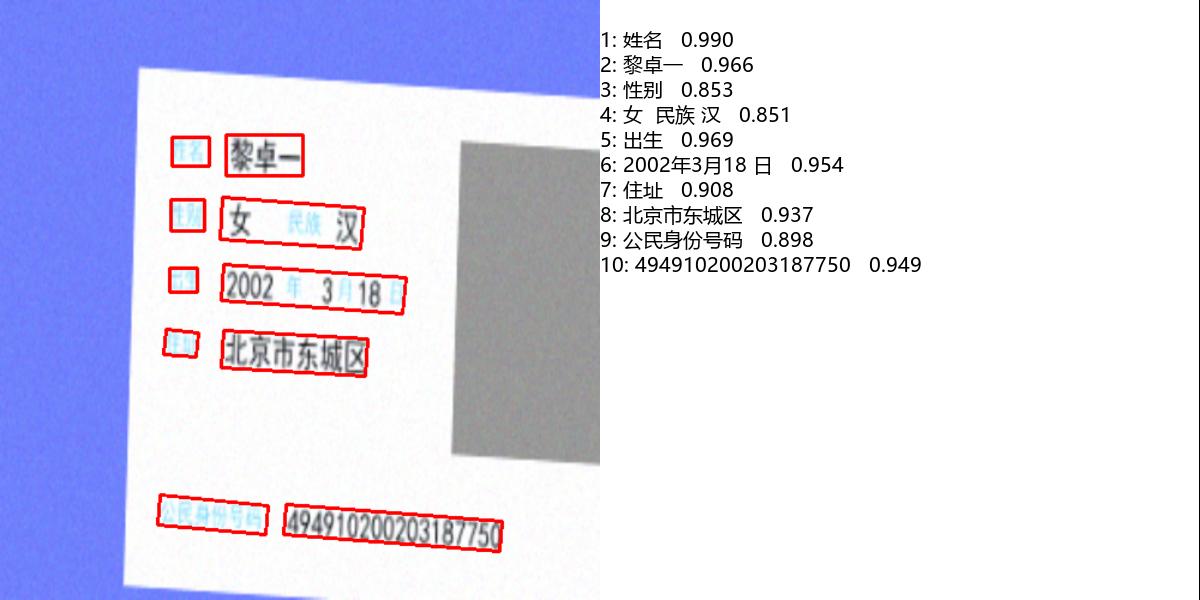 姓名 黎卓一
性别 女 民族 汉
出生 2002 年 3 月 18 日
住址 北京市东城区
公民身份号码 494910200203187750
1: 姓名 0.990
2: 黎卓一 0.966
3: 性别 0.853
4: 女 民族 汉 0.851
5: 出生 0.969
6: 2002年3月18 日 0.954
7: 住址 0.908
8: 北京市东城区 0.937
9: 公民身份号码 0.898
10: 494910200203187750 0.949